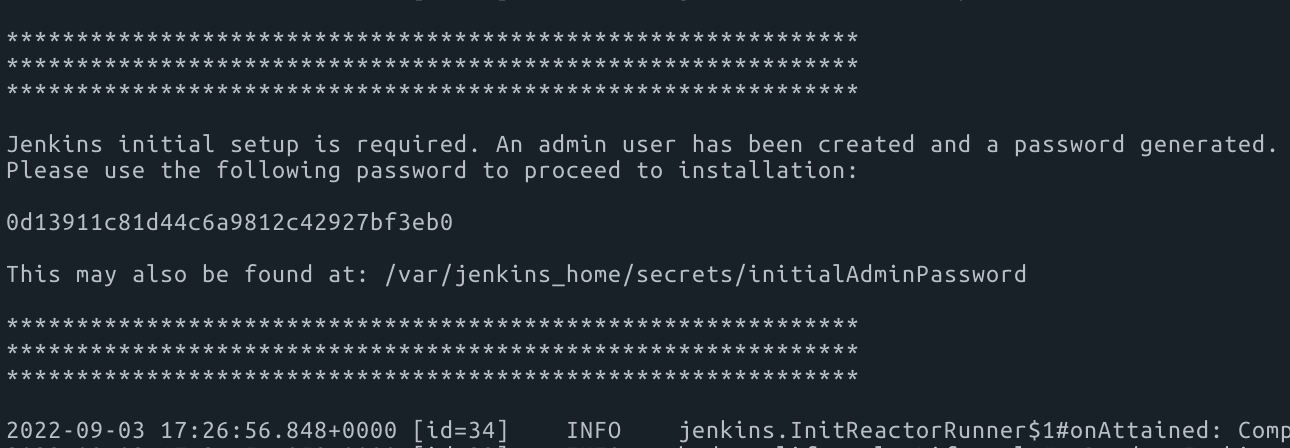 *************************************************************
*************************************************************
*************************************************************
Jenkins initial setup is required. An admin user has been created and a password generated.
Please use the following password to proceed to installation:
0d13911c81d44c6a9812c42927bf3eb0
This may also be found at: /var/jenkins_home/secrets/initialAdminPassword
*************************************************************
*************************************************************
*************************************************************
2022-09-03 17:26:56.848+0000 [id=34] INFO jenkins.InitReactorRunner$1#onAttained: Comp